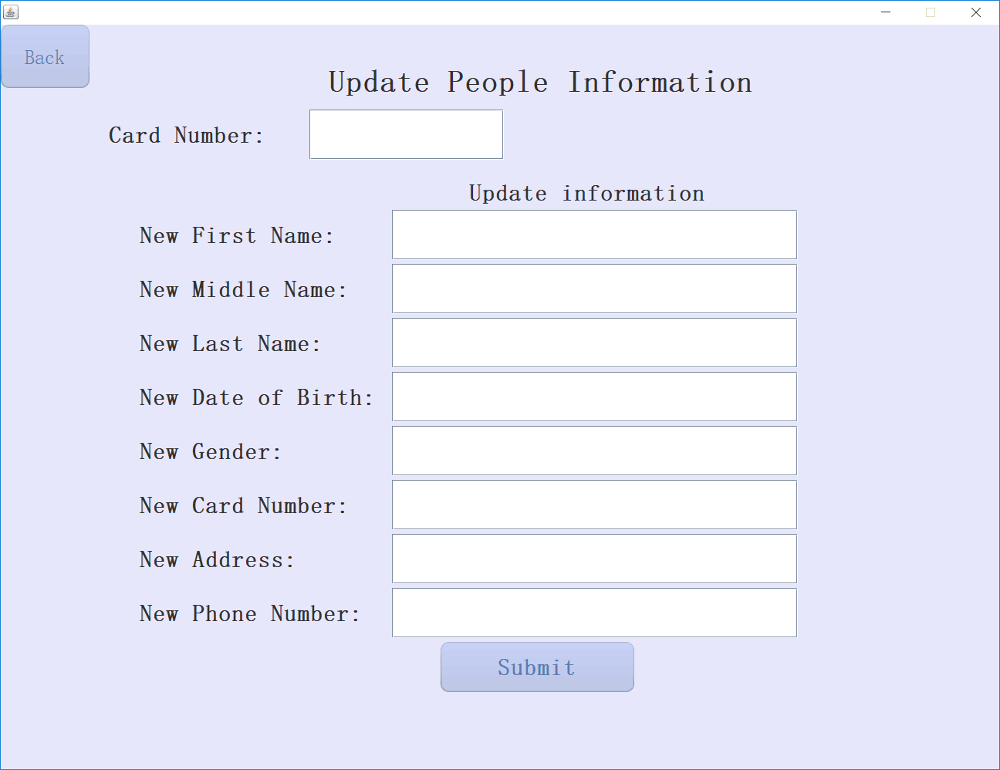 Back
Update People Information
Card Number:
Update information
New First Name:
New Middle Name:
New Last Name:
New Date of Birth:
New Gender:
New Card Number:
New Address:
New Phone Number:
Submit